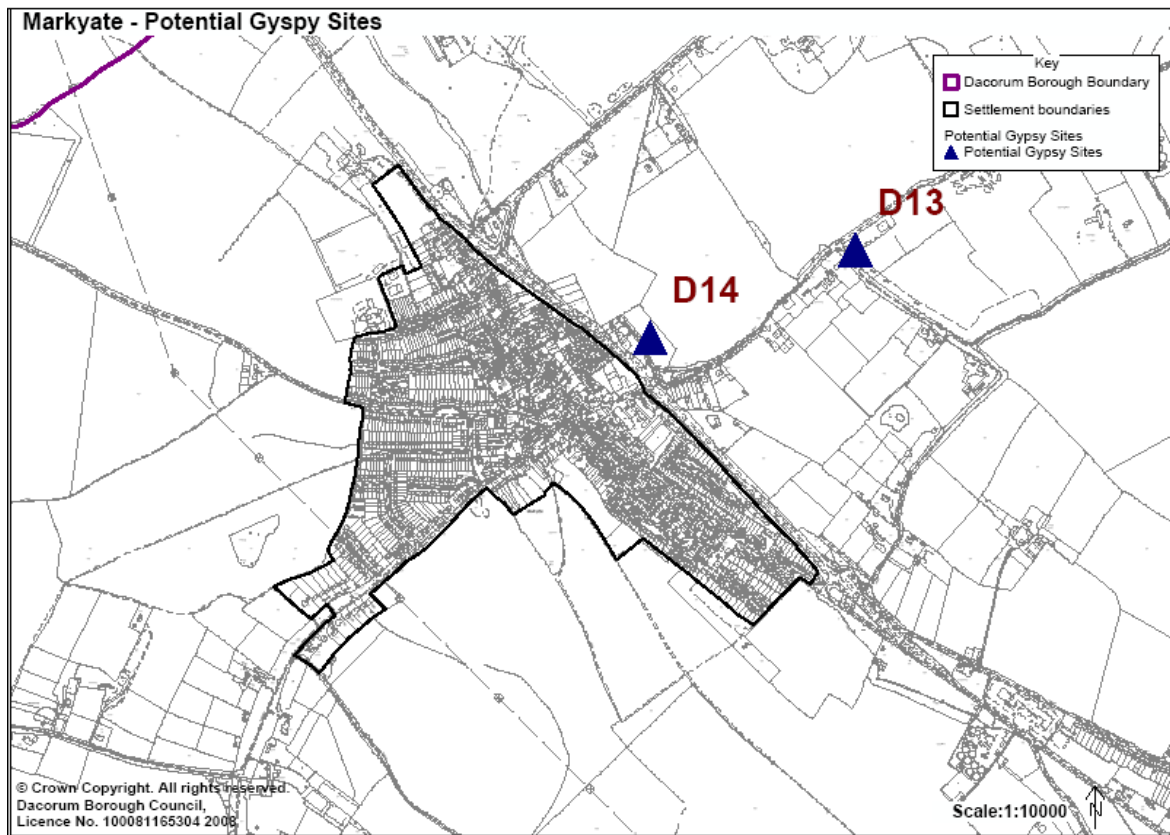 Markyate - Potential Gyspy Sites
Key
Dacorum Borough Boundary
Settlement boundaries
Potential Gypsy Sites
Potential Gypsy Sites
D13
D14
© Crown Copyright. All rights reserved.
Dacorum Borough Council,
Licence No. 100081165304 2008
Scale:1:10000
N